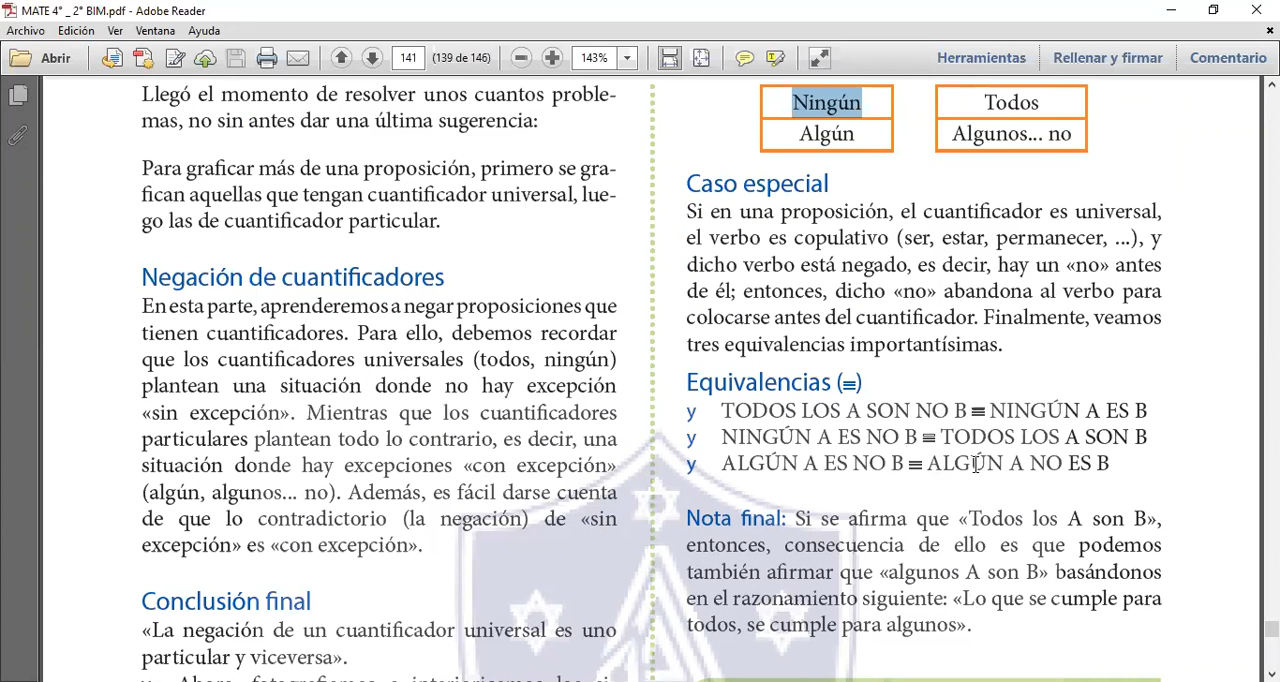 MATE 4° _ 2° BIM.pdf - Adobe Reader
Archivo Edición Ver Ventana Ayuda
Abrir 141 (139 de 146) 143% Herramientas Rellenar y firmar Comentario
Llegó el momento de resolver unos cuantos proble-
mas, no sin antes dar una última sugerencia:
Para graficar más de una proposición, primero se gra-
fican aquellas que tengan cuantificador universal, lue-
go las de cuantificador particular.
Negación de cuantificadores
En esta parte, aprenderemos a negar proposiciones que
tienen cuantificadores. Para ello, debemos recordar
que los cuantificadores universales (todos, ningún)
plantean una situación donde no hay excepción
«sin excepción». Mientras que los cuantificadores
particulares plantean todo lo contrario, es decir, una
situación donde hay excepciones «con excepción»
(algún, algunos... no). Además, es fácil darse cuenta
de que lo contradictorio (la negación) de «sin
excepción» es «con excepción».
Conclusión final
«La negación de un cuantificador universal es uno
particular y viceversa».
Ningún
Algún
Todos
Algunos... no
Caso especial
Si en una proposición, el cuantificador es universal,
el verbo es copulativo (ser, estar, permanecer, ...), y
dicho verbo está negado, es decir, hay un «no» antes
de él; entonces, dicho «no» abandona al verbo para
colocarse antes del cuantificador. Finalmente, veamos
tres equivalencias importantísimas.
Equivalencias (≡)
y TODOS LOS A SON NO B ≡ NINGÚN A ES B
y NINGÚN A ES NO B ≡ TODOS LOS A SON B
y ALGÚN A ES NO B ≡ ALGÚN A NO ES B
Nota final: Si se afirma que «Todos los A son B»,
entonces, consecuencia de ello es que podemos
también afirmar que «algunos A son B» basándonos
en el razonamiento siguiente: «Lo que se cumple para
todos, se cumple para algunos».